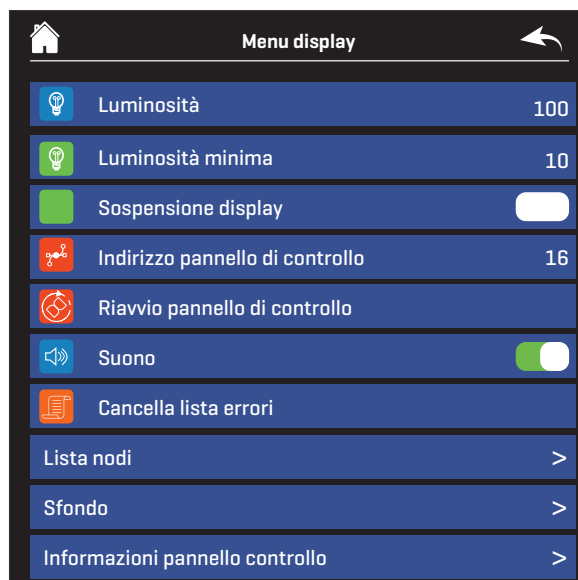 Menu display
Luminosità 100
Luminosità minima 10
Sospensione display
Indirizzo pannello di controllo 16
Riavvio pannello di controllo
Suono
Cancella lista errori
Lista nodi >
Sfondo >
Informazioni pannello controllo >